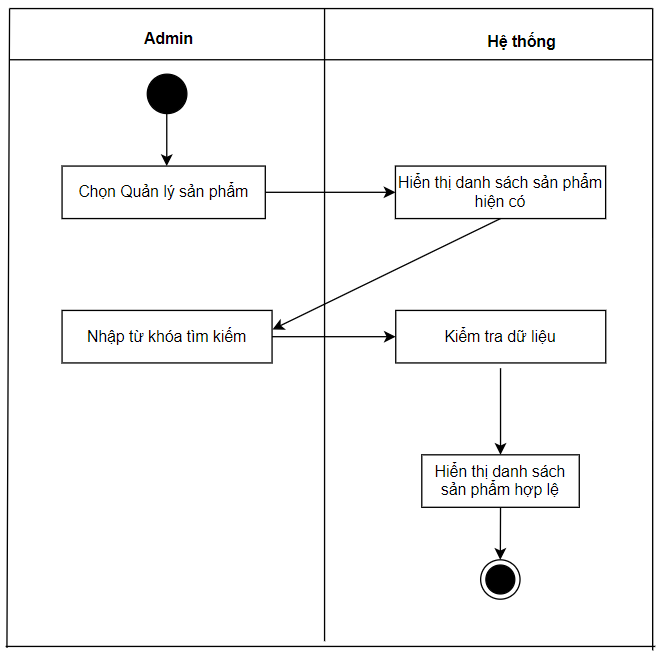 Admin
Hệ thống
Chọn Quản lý sản phẩm
Hiển thị danh sách sản phẩm
hiện có
Nhập từ khóa tìm kiếm
Kiểm tra dữ liệu
Hiển thị danh sách
sản phẩm hợp lệ